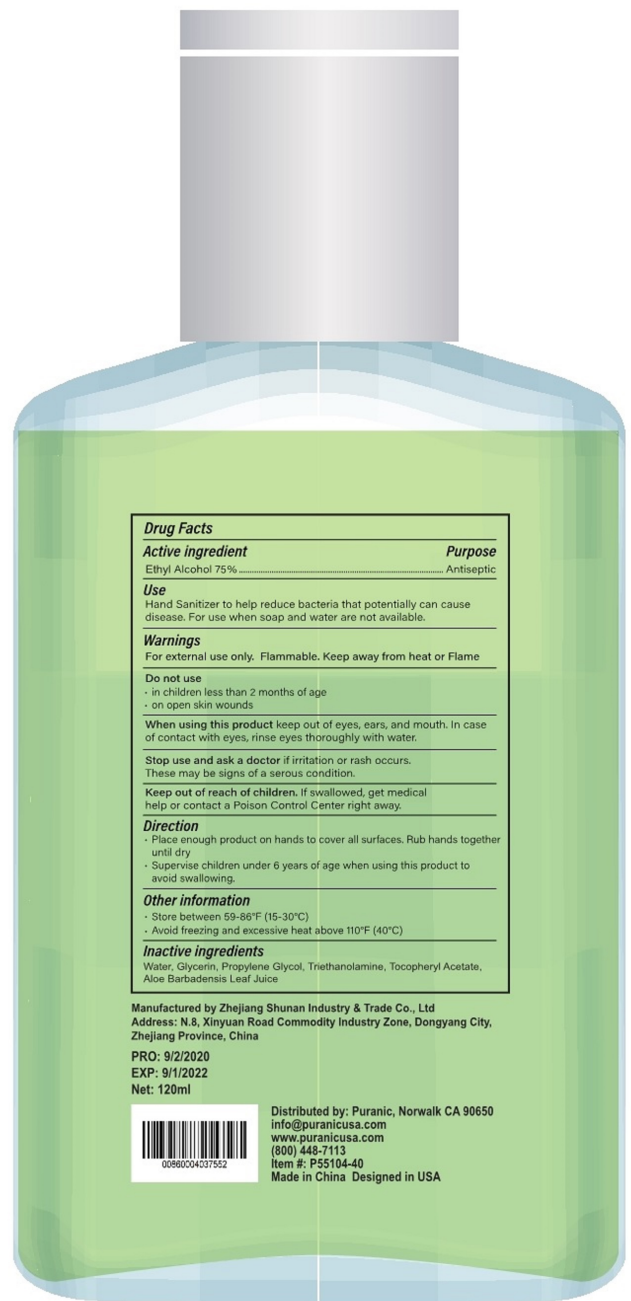 Drug Facts
Active ingredient Purpose
Ethyl Alcohol 75% ........................................................................ Antiseptic
Use
Hand Sanitizer to help reduce bacteria that potentially can cause
disease. For use when soap and water are not available.
Warnings
For external use only. Flammable. Keep away from heat or Flame
Do not use
· in children less than 2 months of age
· on open skin wounds
When using this product keep out of eyes, ears, and mouth. In case
of contact with eyes, rinse eyes thoroughly with water.
Stop use and ask a doctor if irritation or rash occurs.
These may be signs of a serous condition.
Keep out of reach of children. If swallowed, get medical
help or contact a Poison Control Center right away.
Direction
· Place enough product on hands to cover all surfaces. Rub hands together
until dry
· Supervise children under 6 years of age when using this product to
avoid swallowing.
Other information
· Store between 59-86°F (15-30°C)
· Avoid freezing and excessive heat above 110°F (40°C)
Inactive ingredients
Water, Glycerin, Propylene Glycol, Triethanolamine, Tocopheryl Acetate,
Aloe Barbadensis Leaf Juice
Manufactured by Zhejiang Shunan Industry & Trade Co., Ltd
Address: N.8, Xinyuan Road Commodity Industry Zone, Dongyang City,
Zhejiang Province, China
PRO: 9/2/2020
EXP: 9/1/2022
Net: 120ml
00860004037552
Distributed by: Puranic, Norwalk CA 90650
info@puranicusa.com
www.puranicusa.com
(800) 448-7113
Item #: P55104-40
Made in China Designed in USA